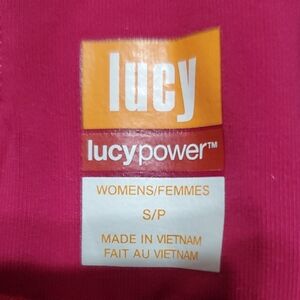 lucy
lucypower™
WOMENS/FEMMES
S/P
MADE IN VIETNAM
FAIT AU VIETNAM